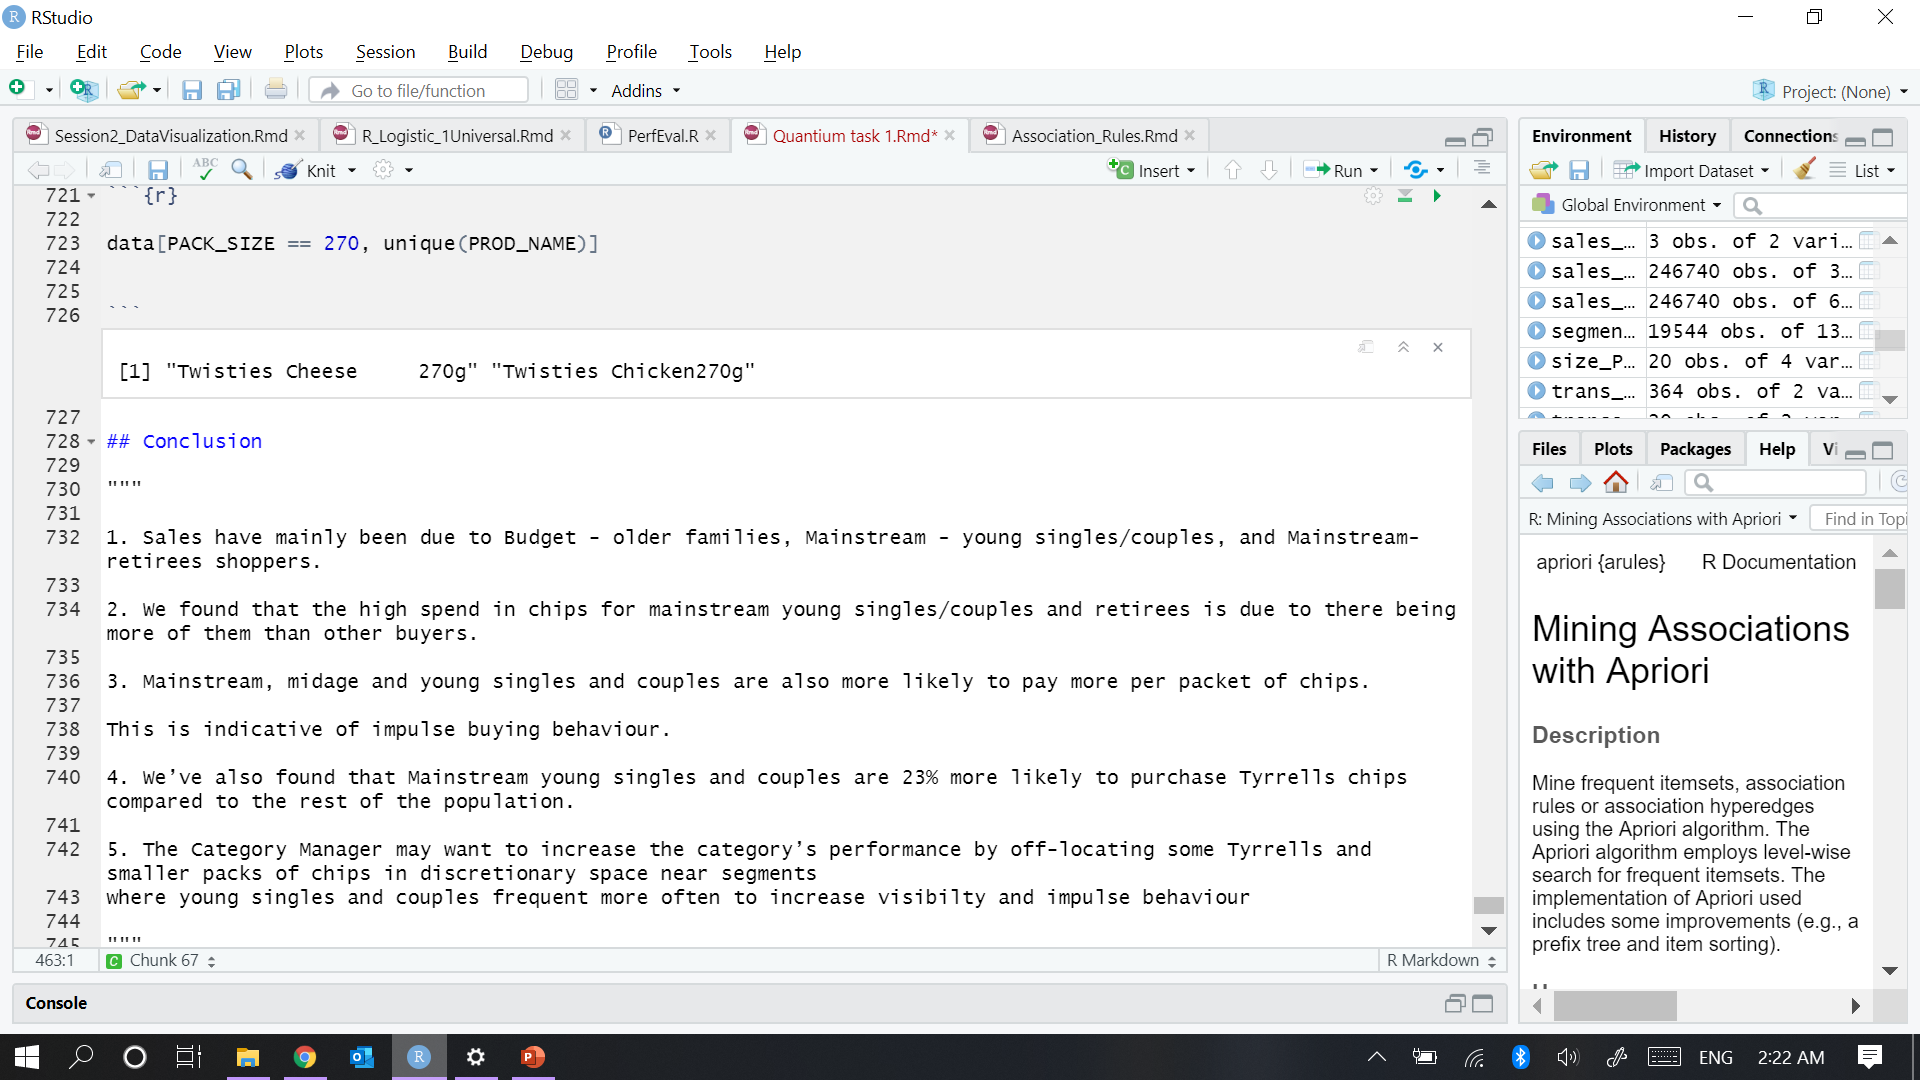 RStudio
File Edit Code View Plots Session Build Debug Profile Tools Help
Go to file/function Addins Project: (None)
Session2_DataVisualization.Rmd R_Logistic_1Universal.Rmd PerfEval.R Quantium task 1.Rmd* Association_Rules.Rmd
ABC Knit Insert Run
721 ```{r}
722
723 data[PACK_SIZE == 270, unique(PROD_NAME)]
724
725
726 ```
[1] "Twisties Cheese     270g" "Twisties Chicken270g"
727
728 ## Conclusion
729
730 """
731
732 1. Sales have mainly been due to Budget - older families, Mainstream - young singles/couples, and Mainstream-
retirees shoppers.
733
734 2. We found that the high spend in chips for mainstream young singles/couples and retirees is due to there being
more of them than other buyers.
735
736 3. Mainstream, midage and young singles and couples are also more likely to pay more per packet of chips.
737
738 This is indicative of impulse buying behaviour.
739
740 4. We’ve also found that Mainstream young singles and couples are 23% more likely to purchase Tyrrells chips
compared to the rest of the population.
741
742 5. The Category Manager may want to increase the category’s performance by off-locating some Tyrrells and
smaller packs of chips in discretionary space near segments
743 where young singles and couples frequent more often to increase visibilty and impulse behaviour
744
745 """
463:1 C Chunk 67 R Markdown
Console
Environment History Connections
Import Dataset List
Global Environment
sales_… 3 obs. of 2 vari…
sales_… 246740 obs. of 3…
sales_… 246740 obs. of 6…
segmen… 19544 obs. of 13…
size_P… 20 obs. of 4 var…
trans_… 364 obs. of 2 va…
Files Plots Packages Help Vi
R: Mining Associations with Apriori Find in Topi
apriori {arules} R Documentation
Mining Associations
with Apriori
Description
Mine frequent itemsets, association
rules or association hyperedges
using the Apriori algorithm. The
Apriori algorithm employs level-wise
search for frequent itemsets. The
implementation of Apriori used
includes some improvements (e.g., a
prefix tree and item sorting).
ENG 2:22 AM